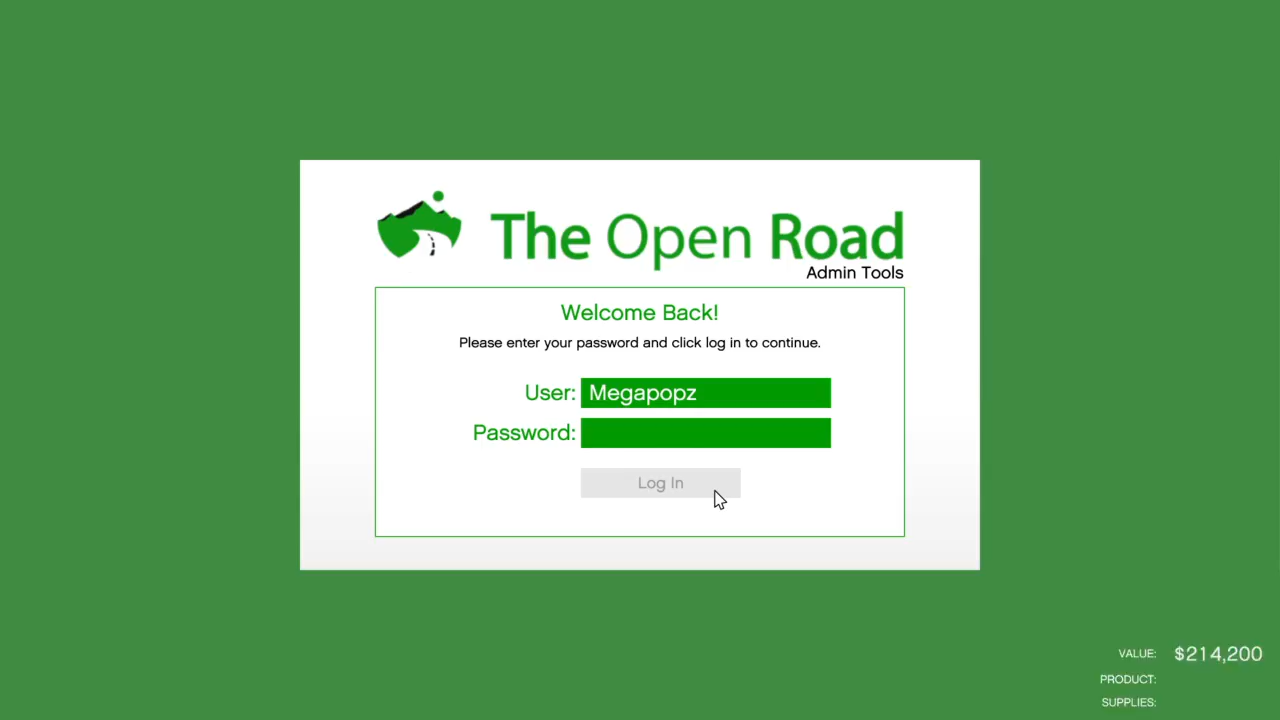 The Open Road
Admin Tools
Welcome Back!
Please enter your password and click log in to continue.
User: Megapopz
Password:
Log In
VALUE: $214,200
PRODUCT:
SUPPLIES: